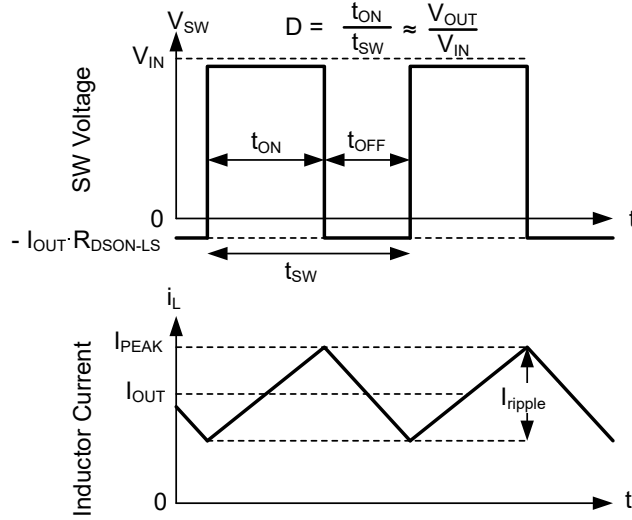 V_SW
D = t_ON / t_SW ≈ V_OUT / V_IN
V_IN
SW Voltage
t_ON
t_OFF
0
t
- I_OUT·R_DSON-LS
t_SW
i_L
I_PEAK
Inductor Current
I_OUT
I_ripple
0
t